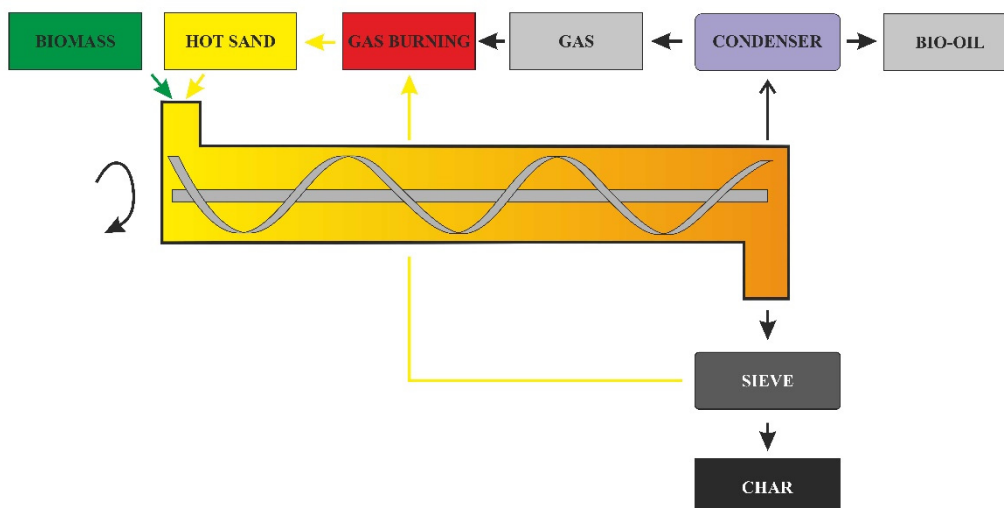 BIOMASS
HOT SAND
GAS BURNING
GAS
CONDENSER
BIO-OIL
SIEVE
CHAR